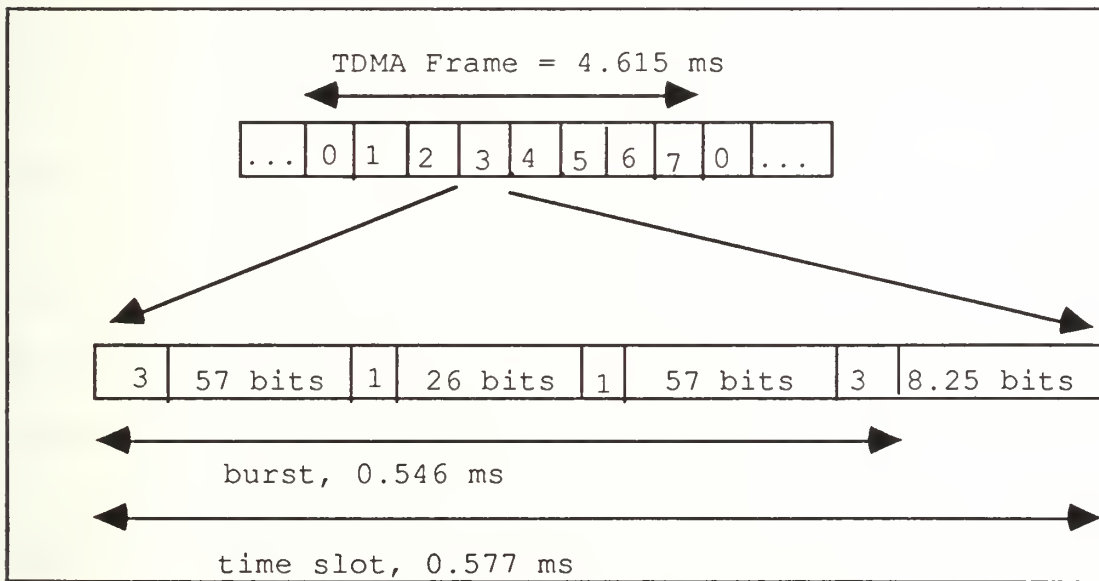 TDMA Frame = 4.615 ms
... 0 1 2 3 4 5 6 7 0 ...
3 57 bits 1 26 bits 1 57 bits 3 8.25 bits
burst, 0.546 ms
time slot, 0.577 ms